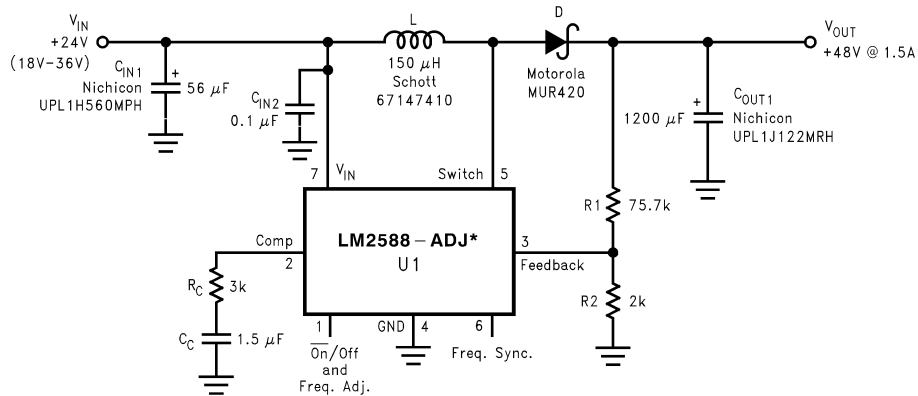 V_IN
+24V
(18V-36V)
C_IN1
Nichicon
UPL1H560MPH
+
56 µF
C_IN2
0.1 µF
L
150 µH
Schott
67147410
D
Motorola
MUR420
V_OUT
+48V @ 1.5A
1200 µF
+
C_OUT1
Nichicon
UPL1J122MRH
7
V_IN
Switch
5
R1
75.7k
LM2588-ADJ*
U1
Comp
2
3
Feedback
R_C
3k
C_C
1.5 µF
R2
2k
1
On/Off
and
Freq. Adj.
GND
4
6
Freq. Sync.